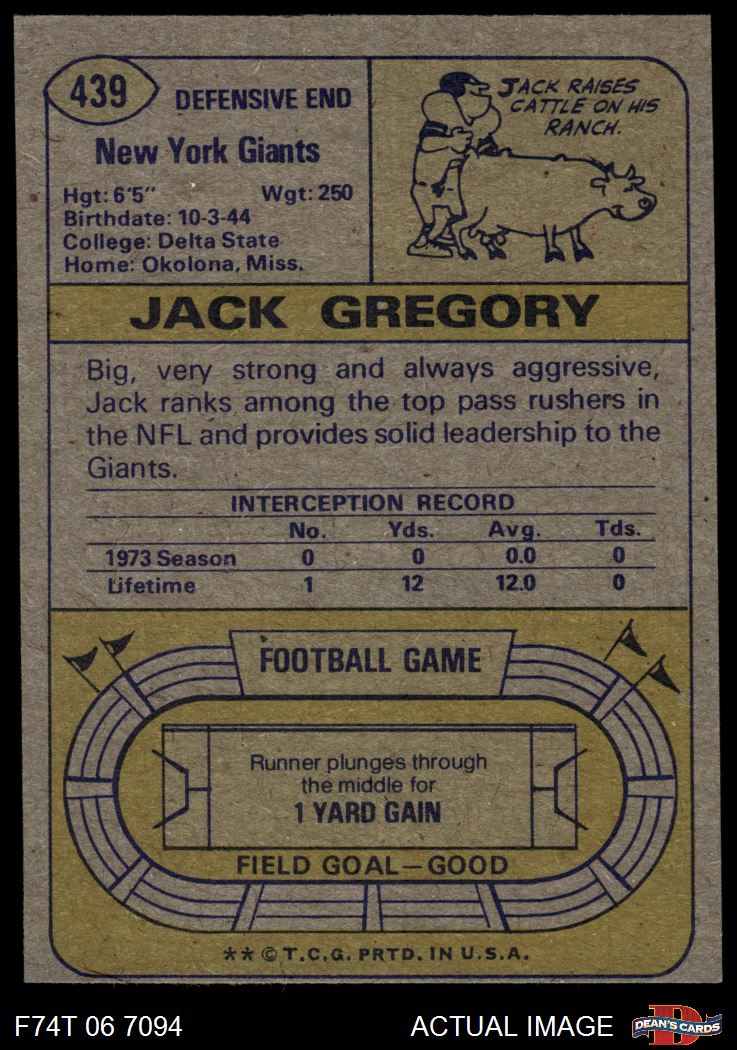 439
DEFENSIVE END
New York Giants
Hgt: 6'5" Wgt: 250
Birthdate: 10-3-44
College: Delta State
Home: Okolona, Miss.
JACK RAISES
CATTLE ON HIS
RANCH.
JACK GREGORY
Big, very strong and always aggressive,
Jack ranks among the top pass rushers in
the NFL and provides solid leadership to the
Giants.
INTERCEPTION RECORD
No. Yds. Avg. Tds.
1973 Season 0 0 0.0 0
Lifetime 1 12 12.0 0
FOOTBALL GAME
Runner plunges through
the middle for
1 YARD GAIN
FIELD GOAL—GOOD
** © T.C.G. PRTD. IN U.S.A.
F74T 06 7094 ACTUAL IMAGE
DEAN'S CARDS